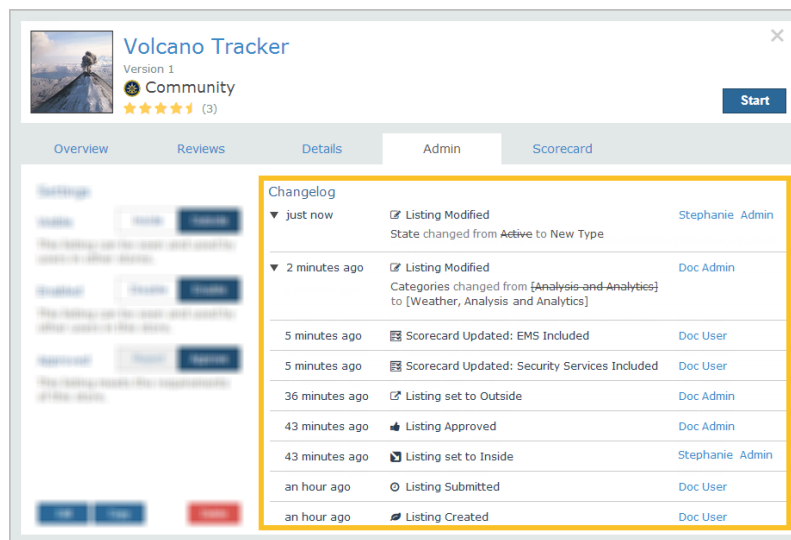 Volcano Tracker
Version 1
Community
(3)
Start
Overview Reviews Details Admin Scorecard
Changelog
just now Listing Modified Stephanie Admin
State changed from Active to New Type
2 minutes ago Listing Modified Doc Admin
Categories changed from [Analysis and Analytics]
to [Weather, Analysis and Analytics]
5 minutes ago Scorecard Updated: EMS Included Doc User
5 minutes ago Scorecard Updated: Security Services Included Doc User
36 minutes ago Listing set to Outside Doc Admin
43 minutes ago Listing Approved Doc Admin
43 minutes ago Listing set to Inside Stephanie Admin
an hour ago Listing Submitted Doc User
an hour ago Listing Created Doc User